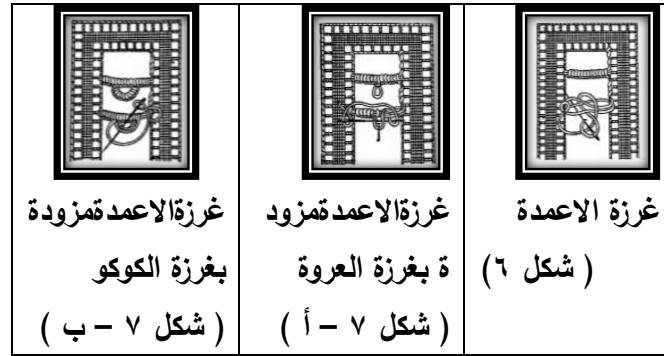 غرزة الاعمدة
( شكل ٦)
غرزةالاعمدةمزود
ة بغرزة العروة
( شكل ٧ – أ )
غرزةالاعمدةمزودة
بغرزة الكوكو
( شكل ٧ – ب )